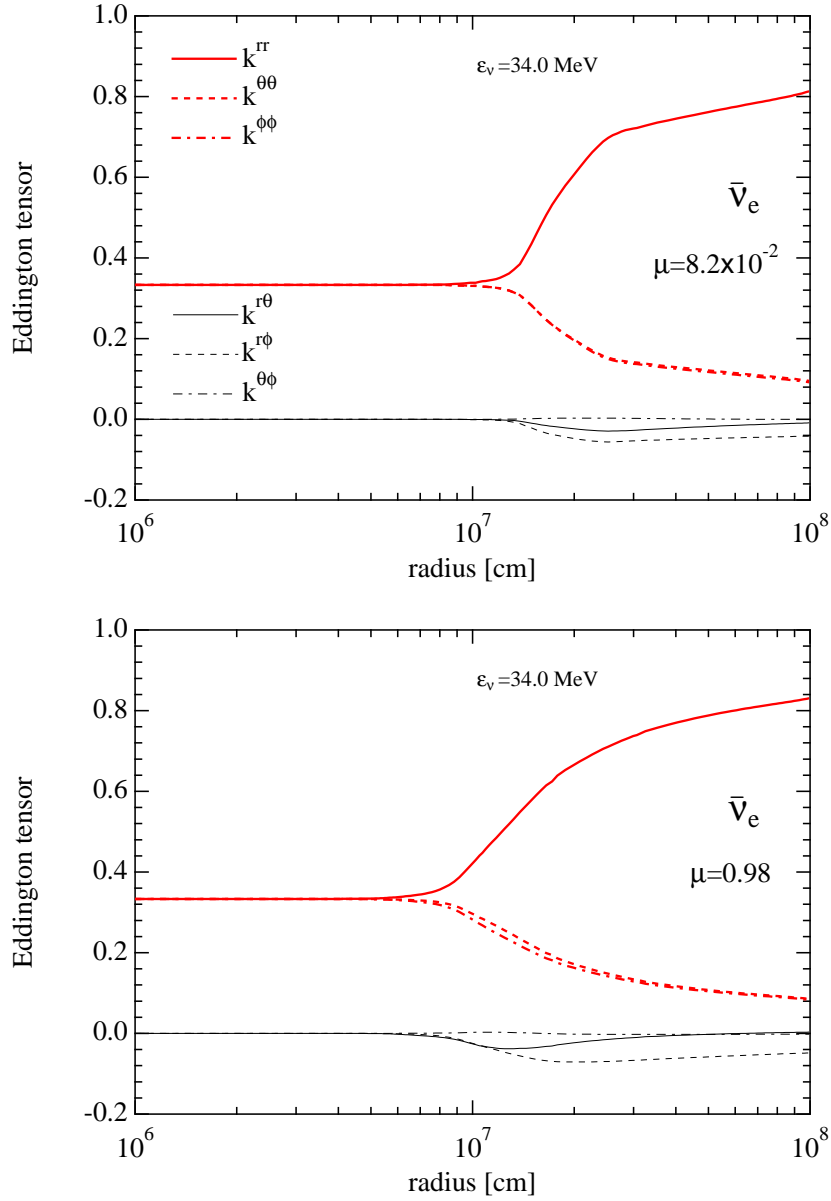 1.0
k^rr
ε_ν=34.0 MeV
k^θθ
0.8
k^φφ
0.6
Eddington tensor
ν̄_e
0.4
μ=8.2x10^-2
k^rθ
0.2
k^rφ
k^θφ
0.0
-0.2
10^6
10^7
10^8
radius [cm]
1.0
ε_ν=34.0 MeV
0.8
0.6
Eddington tensor
ν̄_e
0.4
μ=0.98
0.2
0.0
-0.2
10^6
10^7
10^8
radius [cm]